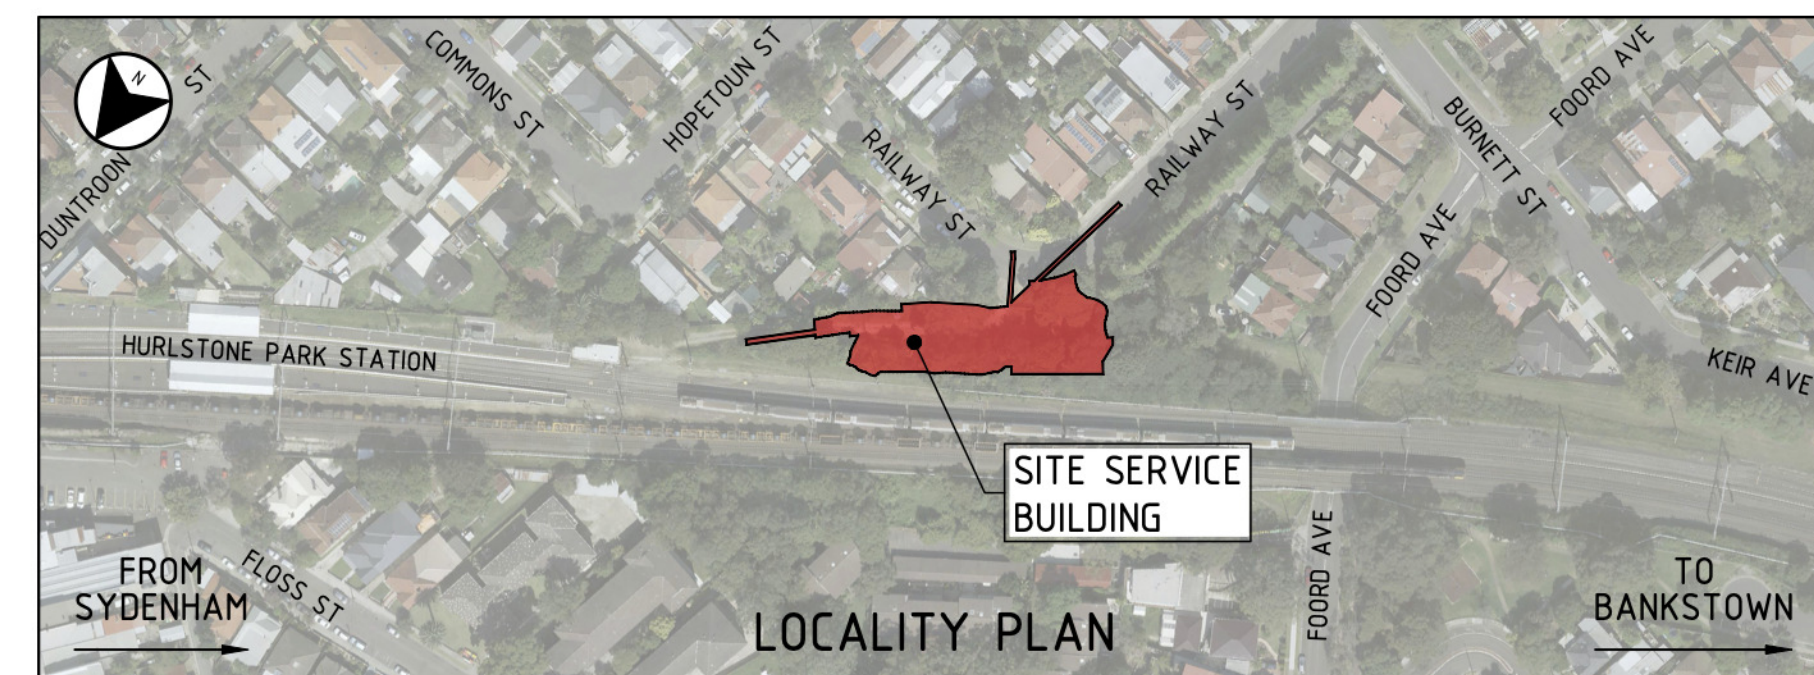 N
DUNTROON ST
COMMONS ST
HOPETOUN ST
RAILWAY ST
RAILWAY ST
BURNETT ST
FOORD AVE
FOORD AVE
KEIR AVE
HURLSTONE PARK STATION
SITE SERVICE
BUILDING
FROM
SYDENHAM
FLOSS ST
LOCALITY PLAN
FOORD AVE
TO
BANKSTOWN